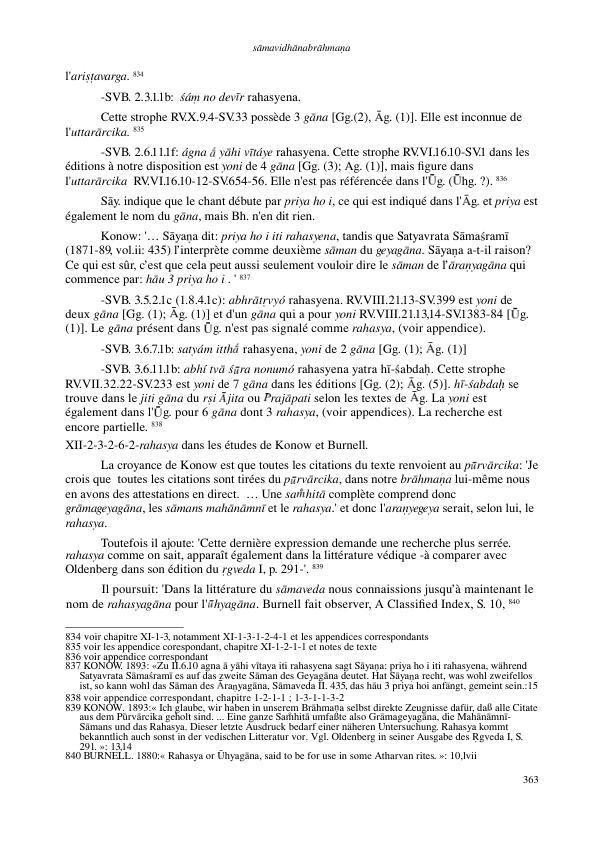 sāmavidhānabrāhmaṇa
l'ariṣṭavarga. 834
-SVB. 2.3.1.1b: śáṃ no devī́r rahasyena.
Cette strophe RV.X.9.4-SV.33 possède 3 gāna [Gg.(2), Āg. (1)]. Elle est inconnue de
l'uttarārcika. 835
-SVB. 2.6.11.1f: ágna ā́ yāhi vītáye rahasyena. Cette strophe RV.VI.16.10-SV.1 dans les
éditions à notre disposition est yoni de 4 gāna [Gg. (3); Ag. (1)], mais figure dans
l'uttarārcika RV.VI.16.10-12-SV.654-56. Elle n'est pas référencée dans l'Ūg. (Ūhg. ?). 836
Sāy. indique que le chant débute par priya ho i, ce qui est indiqué dans l'Āg. et priya est
également le nom du gāna, mais Bh. n'en dit rien.
Konow: '… Sāyaṇa dit: priya ho i iti rahasyena, tandis que Satyavrata Sāmaśramī
(1871-89, vol.ii: 435) l'interprète comme deuxième sāman du geyagāna. Sāyaṇa a-t-il raison?
Ce qui est sûr, c'est que cela peut aussi seulement vouloir dire le sāman de l'āraṇyagāna qui
commence par: hāu 3 priya ho i . ' 837
-SVB. 3.5.2.1c (1.8.4.1c): abhrātṛvyó rahasyena. RV.VIII.21.13-SV.399 est yoni de
deux gāna [Gg. (1); Āg. (1)] et d'un gāna qui a pour yoni RV.VIII.21.13,14-SV.1383-84 [Ūg.
(1)]. Le gāna présent dans Ūg. n'est pas signalé comme rahasya, (voir appendice).
-SVB. 3.6.7.1b: satyám itthā́ rahasyena, yoni de 2 gāna [Gg. (1); Āg. (1)]
-SVB. 3.6.11.1b: abhí tvā śūra nonumó rahasyena yatra hī-śabdaḥ. Cette strophe
RV.VII.32.22-SV.233 est yoni de 7 gāna dans les éditions [Gg. (2); Āg. (5)]. hī-śabdaḥ se
trouve dans le jiti gāna du ṛṣi Ājita ou Prajāpati selon les textes de Āg. La yoni est
également dans l'Ūg. pour 6 gāna dont 3 rahasya, (voir appendices). La recherche est
encore partielle. 838
XII-2-3-2-6-2-rahasya dans les études de Konow et Burnell.
La croyance de Konow est que toutes les citations du texte renvoient au pūrvārcika: 'Je
crois que toutes les citations sont tirées du pūrvārcika, dans notre brāhmaṇa lui-même nous
en avons des attestations en direct. … Une saṁhitā complète comprend donc
grāmageyagāna, les sāmans mahānāmnī et le rahasya.' et donc l'araṇyegeya serait, selon lui, le
rahasya.
Toutefois il ajoute: 'Cette dernière expression demande une recherche plus serrée.
rahasya comme on sait, apparaît également dans la littérature védique -à comparer avec
Oldenberg dans son édition du ṛgveda I, p. 291-'. 839
Il poursuit: 'Dans la littérature du sāmaveda nous connaissions jusqu'à maintenant le
nom de rahasyagāna pour l'ūhyagāna. Burnell fait observer, A Classified Index, S. 10, 840
834 voir chapitre XI-1-3, notamment XI-1-3-1-2-4-1 et les appendices correspondants
835 voir les appendice corespondant, chapitre XI-1-2-1-1 et notes de texte
836 voir appendice correspondant
837 KONOW. 1893: «Zu II.6.10 agna ā yāhi vītaya iti rahasyena sagt Sāyaṇa: priya ho i iti rahasyena, während
Satyavrata Sāmaśramī es auf das zweite Sāman des Geyagāna deutet. Hat Sāyaṇa recht, was wohl zweifellos
ist, so kann wohl das Sāman des Āraṇyagāna, Sāmaveda II. 435, das hāu 3 priya hoi anfängt, gemeint sein.:15
838 voir appendice correspondant, chapitre 1-2-1-1 ; 1-3-1-1-3-2
839 KONOW. 1893:« Ich glaube, wir haben in unserem Brāhmaṇa selbst direkte Zeugnisse dafür, daß alle Citate
aus dem Pūrvārcika geholt sind. ... Eine ganze Saṁhitā umfaßte also Grāmageyagāna, die Mahānāmnī-
Sāmans und das Rahasya. Dieser letzte Ausdruck bedarf einer näheren Untersuchung. Rahasya kommt
bekanntlich auch sonst in der vedischen Litteratur vor. Vgl. Oldenberg in seiner Ausgabe des Ṛgveda I, S.
291. »: 13,14
840 BURNELL. 1880:« Rahasya or Ūhyagāna, said to be for use in some Atharvan rites. »: 10,lvii
363